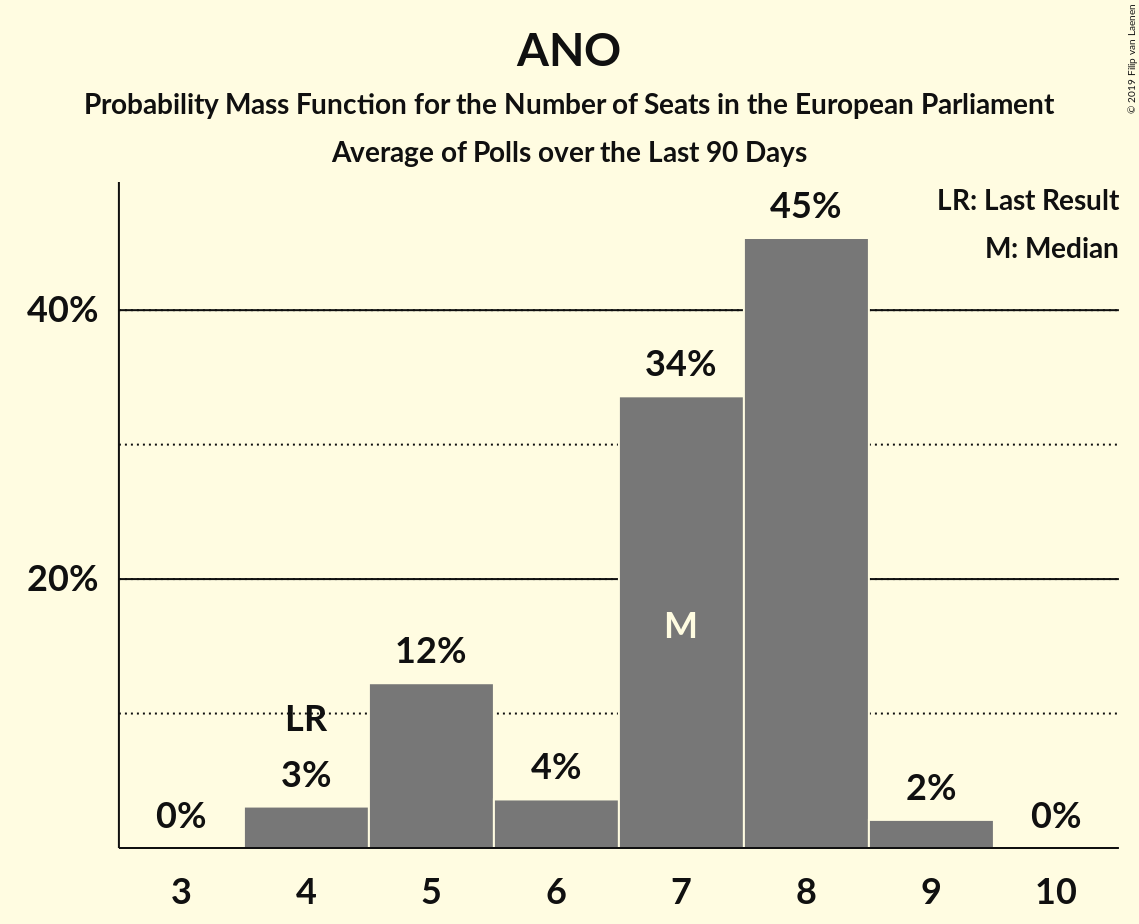 ANO
Probability Mass Function for the Number of Seats in the European Parliament
Average of Polls over the Last 90 Days
© 2019 Filip van Laenen
LR: Last Result
M: Median
45%
40%
34%
20%
M
12%
LR
3%
4%
2%
0%
0%
3 4 5 6 7 8 9 10